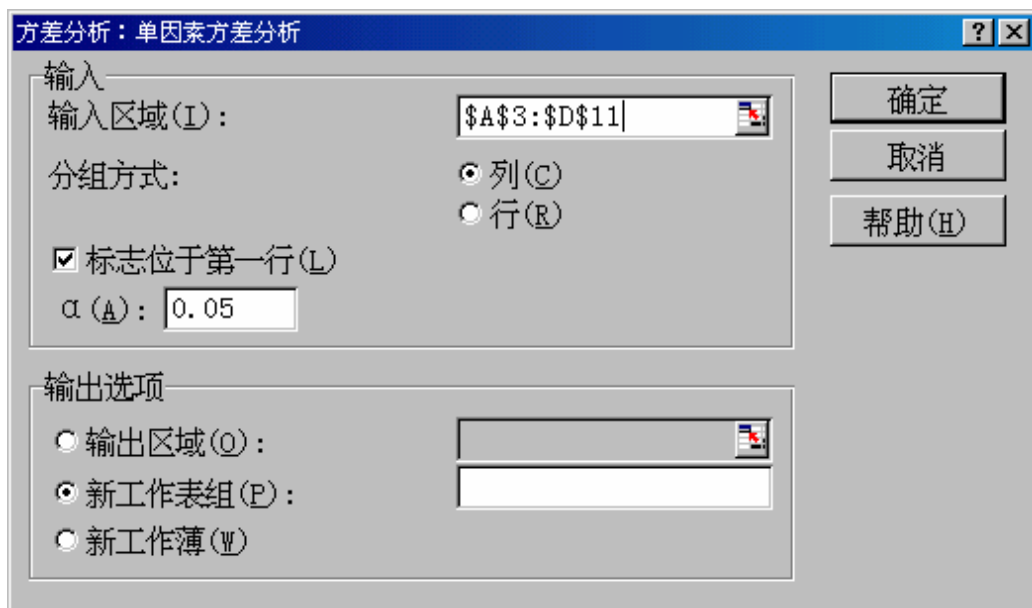 方差分析：单因素方差分析
输入
输入区域(I)：
$A$3:$D$11
分组方式:
列(C)
行(R)
标志位于第一行(L)
α(A)：
0.05
输出选项
输出区域(O)：
新工作表组(P)：
新工作薄(W)
确定
取消
帮助(H)